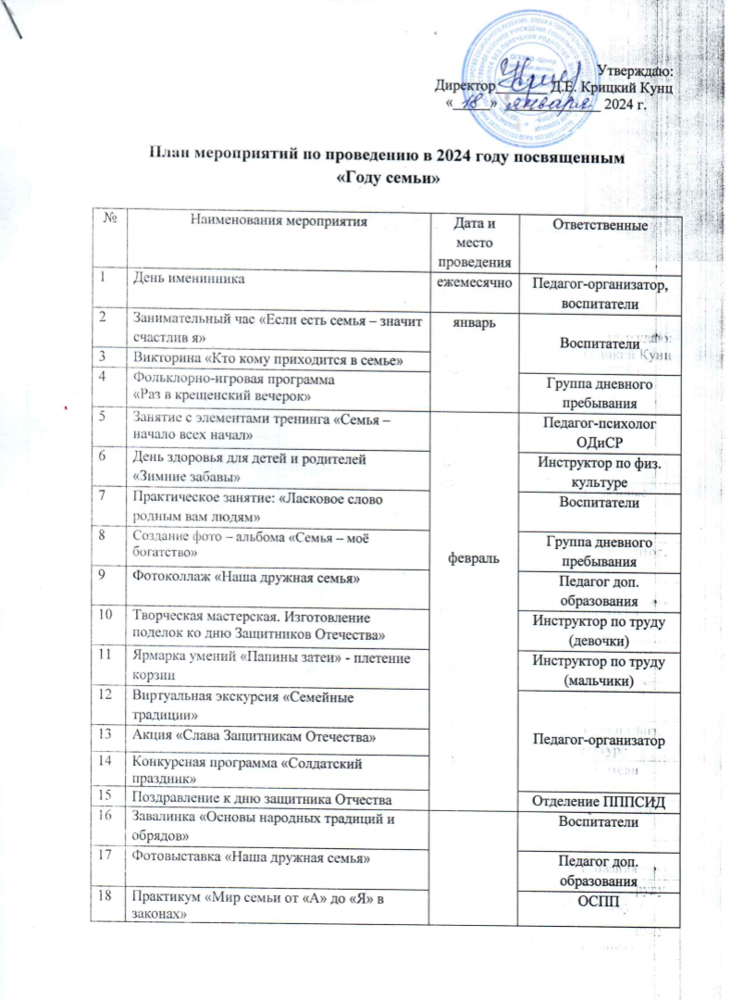 Утверждаю:
Директор Д.Е. Крицкий Кунц
« 18 » января 2024 г.
План мероприятий по проведению в 2024 году посвященным
«Году семьи»
№ Наименования мероприятия Дата и место проведения Ответственные
1 День именинника ежемесячно Педагог-организатор, воспитатели
2 Занимательный час «Если есть семья – значит счастлив я» январь Воспитатели
3 Викторина «Кто кому приходится в семье»
4 Фольклорно-игровая программа «Раз в крещенский вечерок» Группа дневного пребывания
5 Занятие с элементами тренинга «Семья – начало всех начал» февраль Педагог-психолог ОДиСР
6 День здоровья для детей и родителей «Зимние забавы» Инструктор по физ. культуре
7 Практическое занятие: «Ласковое слово родным вам людям» Воспитатели
8 Создание фото – альбома «Семья – моё богатство» Группа дневного пребывания
9 Фотоколлаж «Наша дружная семья» Педагог доп. образования
10 Творческая мастерская. Изготовление поделок ко дню Защитников Отечества» Инструктор по труду (девочки)
11 Ярмарка умений «Папины затеи» - плетение корзин Инструктор по труду (мальчики)
12 Виртуальная экскурсия «Семейные традиции» Педагог-организатор
13 Акция «Слава Защитникам Отечества»
14 Конкурсная программа «Солдатский праздник»
15 Поздравление к дню защитника Отчества Отделение ПППСИД
16 Завалинка «Основы народных традиций и обрядов» Воспитатели
17 Фотовыставка «Наша дружная семья» Педагог доп. образования
18 Практикум «Мир семьи от «А» до «Я» в законах» ОСПП